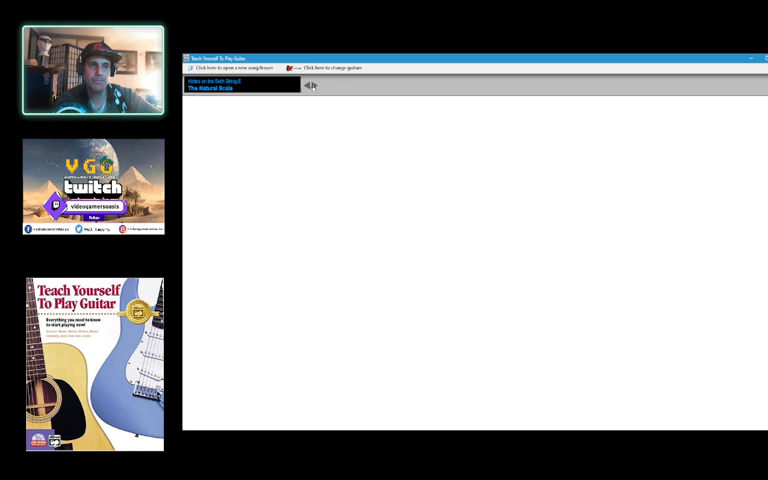 Teach Yourself To Play Guitar
Click here to open a new song/lesson
Click here to change guitars
Notes on the Sixth String E
The Natural Scale
VGO
twitch
videogamersoasis
Follow
Teach Yourself
To Play Guitar
Everything you need to know
to start playing now!